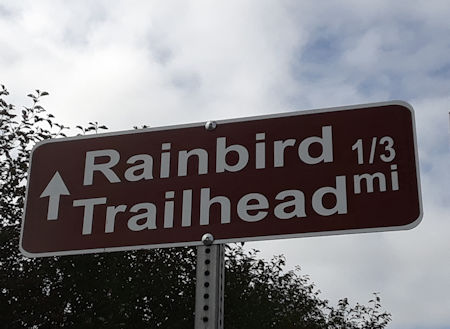 Rainbird 1/3
Trailhead mi